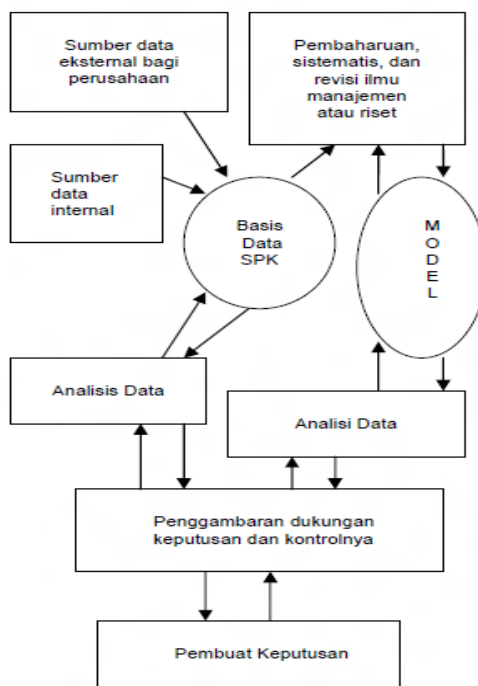 Sumber data
eksternal bagi
perusahaan
Pembaharuan,
sistematis, dan
revisi ilmu
manajemen
atau riset
Sumber
data
internal
Basis
Data
SPK
M
O
D
E
L
Analisis Data
Analisi Data
Penggambaran dukungan
keputusan dan kontrolnya
Pembuat Keputusan